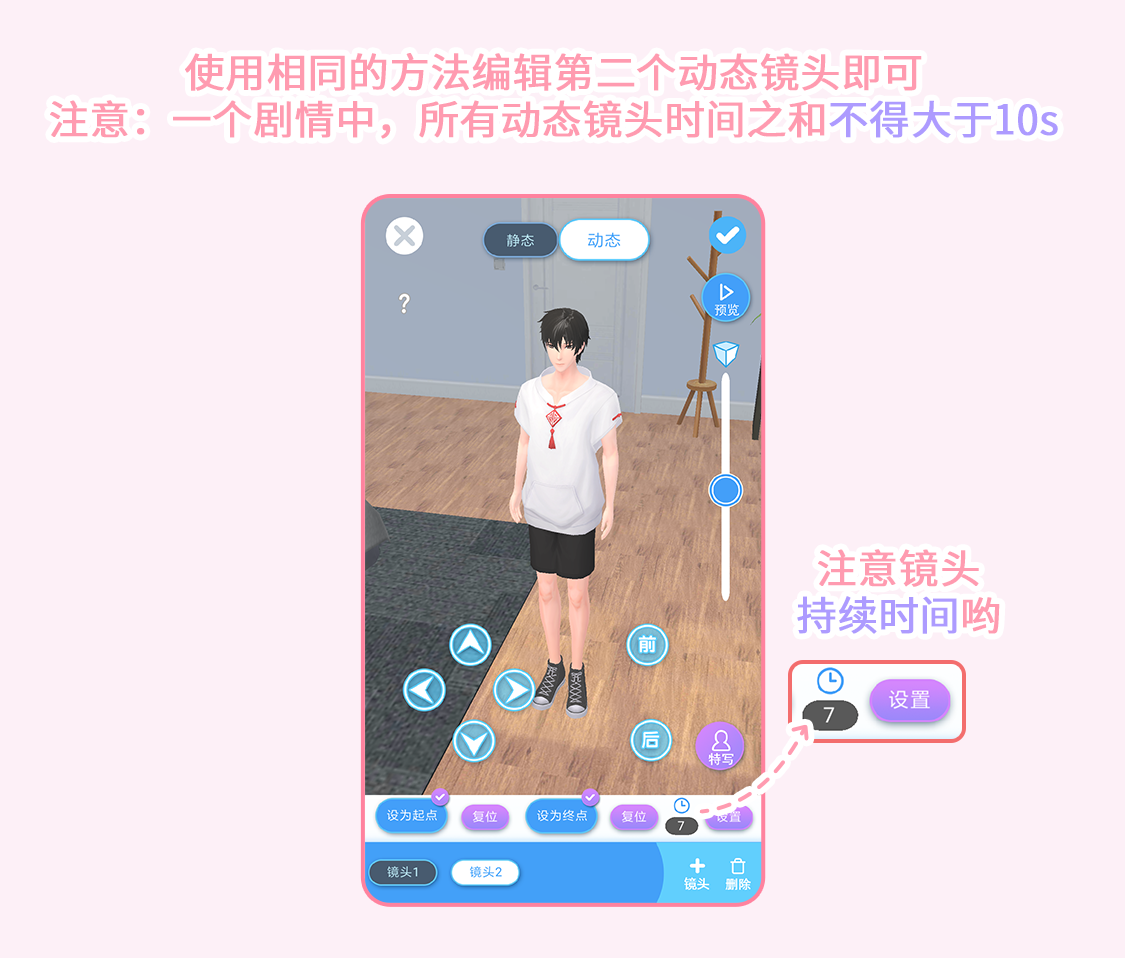 使用相同的方法编辑第二个动态镜头即可
注意：一个剧情中，所有动态镜头时间之和不得大于10s
静态
动态
?
预览
前
后
特写
注意镜头
持续时间哟
7
设置
设为起点
复位
设为终点
复位
7
设置
镜头1
镜头2
镜头
删除